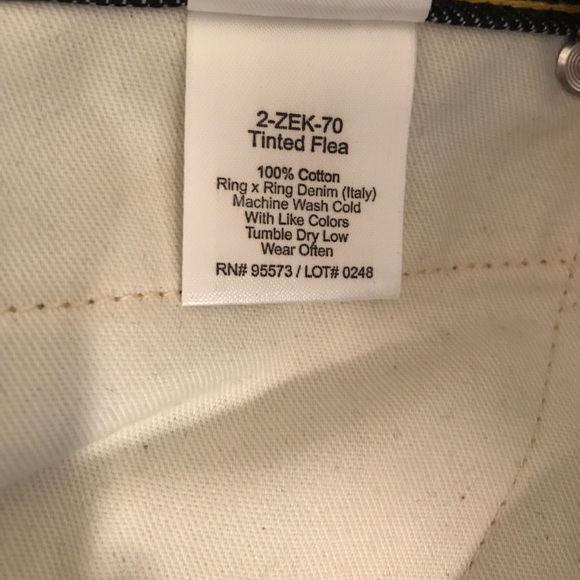 2-ZEK-70
Tinted Flea
100% Cotton
Ring x Ring Denim (Italy)
Machine Wash Cold
With Like Colors
Tumble Dry Low
Wear Often
RN# 95573 / LOT# 0248